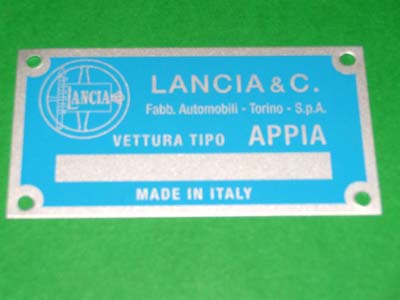 LANCIA
LANCIA & C.
Fabb. Automobili - Torino - S.p.A.
VETTURA TIPO APPIA
MADE IN ITALY